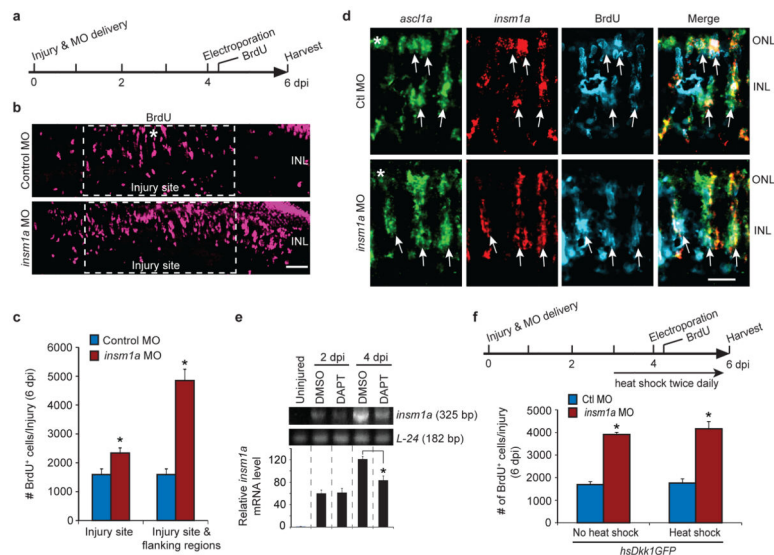 a
Injury & MO delivery
Electroporation
BrdU
Harvest
0 2 4 6 dpi
b
BrdU
*
Control MO
Injury site
INL
insm1a MO
Injury site
INL
c
Control MO
insm1a MO
# BrdU+ cells/injury (6 dpi)
6000
5000
4000
3000
2000
1000
0
* *
Injury site
Injury site &
flanking regions
d
ascl1a insm1a BrdU Merge
Ctl MO
*
ONL
INL
insm1a MO
*
ONL
INL
e
Uninjured
2 dpi 4 dpi
DMSO DAPT DMSO DAPT
insm1a (325 bp)
L-24 (182 bp)
Relative insm1a
mRNA level
150
100
50
0
*
f
Injury & MO delivery
Electroporation
BrdU
Harvest
0 2 4 6 dpi
heat shock twice daily
Ctl MO
insm1a MO
# of BrdU+ cells/injury
(6 dpi)
6000
5000
4000
3000
2000
1000
0
* *
No heat shock Heat shock
hsDkk1GFP